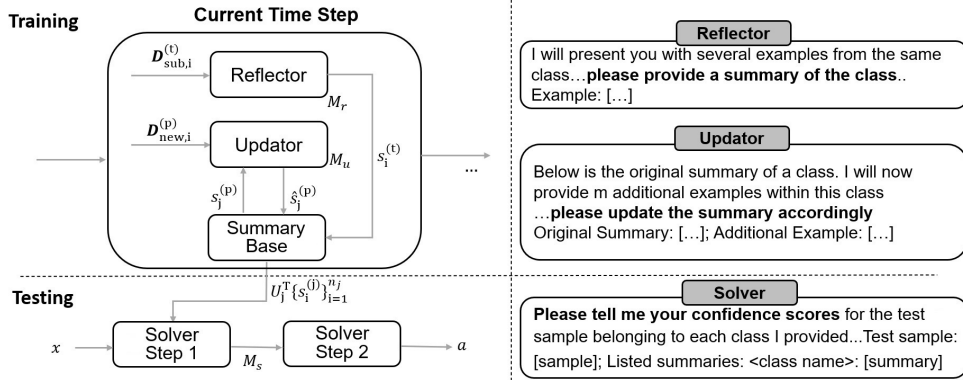 Training
Current Time Step
D_{sub,i}^{(t)}
Reflector
M_r
D_{new,i}^{(p)}
Updator
M_u
s_i^{(t)}
...
s_j^{(p)}
ŝ_j^{(p)}
Summary
Base
Testing
U_j^T{s_i^{(j)}}_{i=1}^{n_j}
x
Solver
Step 1
M_s
Solver
Step 2
a
Reflector
I will present you with several examples from the same
class…please provide a summary of the class..
Example: […]
Updator
Below is the original summary of a class. I will now
provide m additional examples within this class
…please update the summary accordingly
Original Summary: […]; Additional Example: […]
Solver
Please tell me your confidence scores for the test
sample belonging to each class I provided...Test sample:
[sample]; Listed summaries: <class name>: [summary]